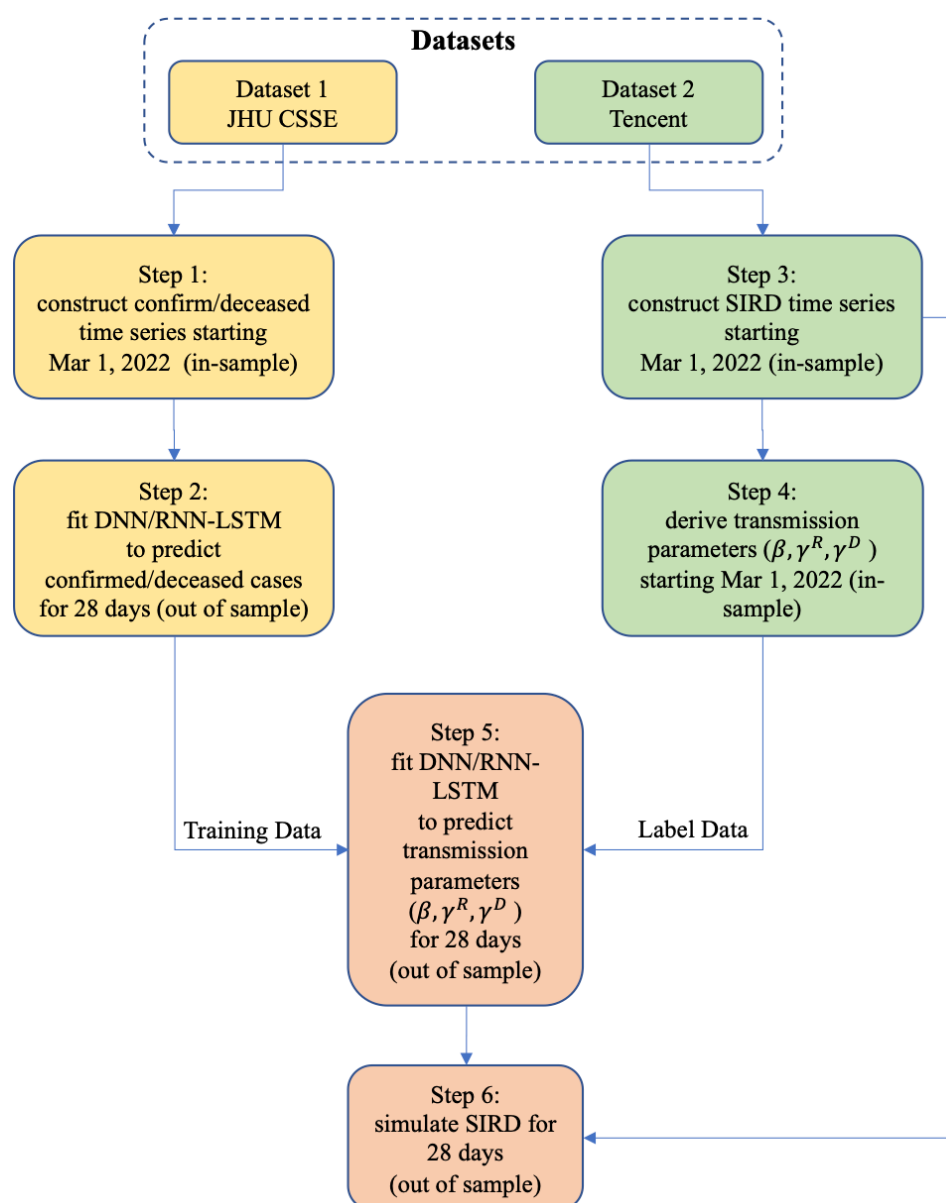 Datasets
Dataset 1
JHU CSSE
Dataset 2
Tencent
Step 1:
construct confirm/deceased
time series starting
Mar 1, 2022 (in-sample)
Step 3:
construct SIRD time series
starting
Mar 1, 2022 (in-sample)
Step 2:
fit DNN/RNN-LSTM
to predict
confirmed/deceased cases
for 28 days (out of sample)
Step 4:
derive transmission
parameters (β, γ^R, γ^D )
starting Mar 1, 2022 (in-
sample)
Step 5:
fit DNN/RNN-
LSTM
to predict
transmission
parameters
(β, γ^R, γ^D )
for 28 days
(out of sample)
Training Data
Label Data
Step 6:
simulate SIRD for
28 days
(out of sample)